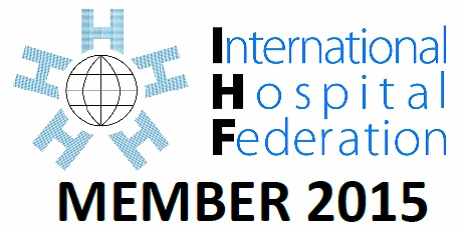 H H H H H
International
Hospital
Federation
MEMBER 2015